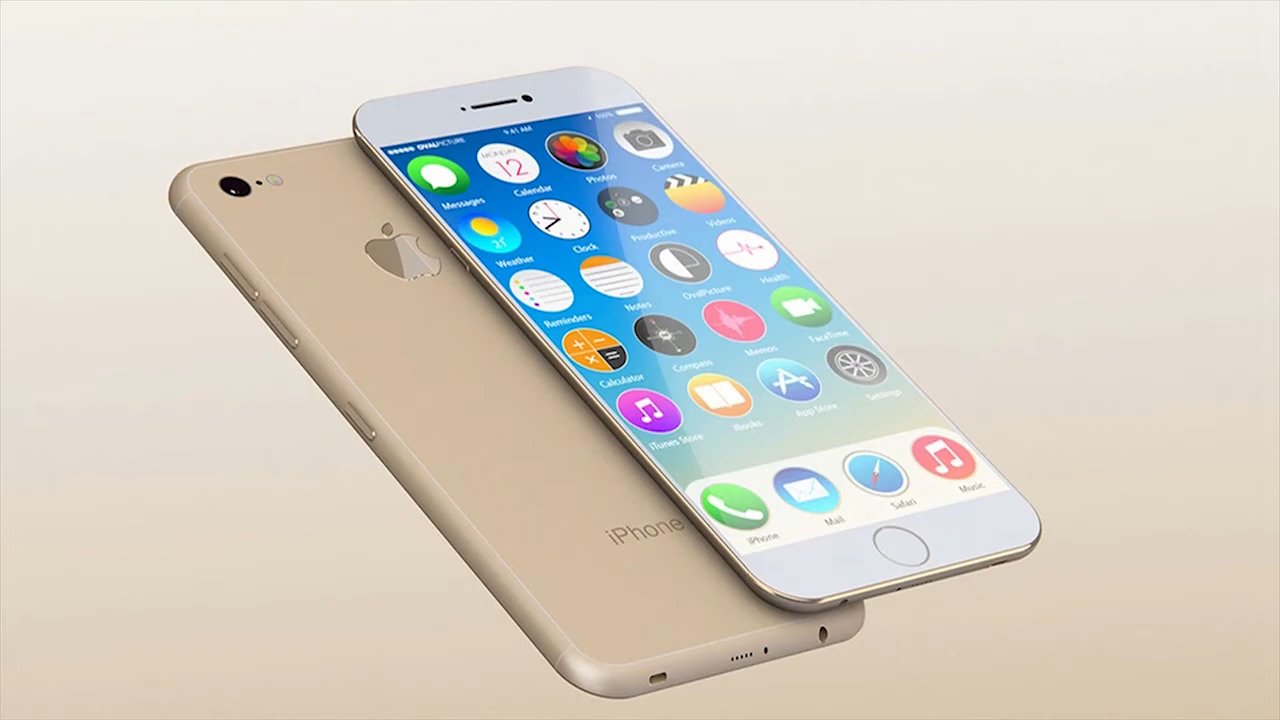 ●●●●● OVALPICTURE 9:41 AM 100%
MONDAY
12
Messages Calendar Photos Camera
21°
Weather Clock Productive Videos
Reminders Notes OvalPicture Health
Calculator Compass Memos FaceTime
iTunes Store iBooks App Store Settings
iPhone Mail Safari Music
iPhone